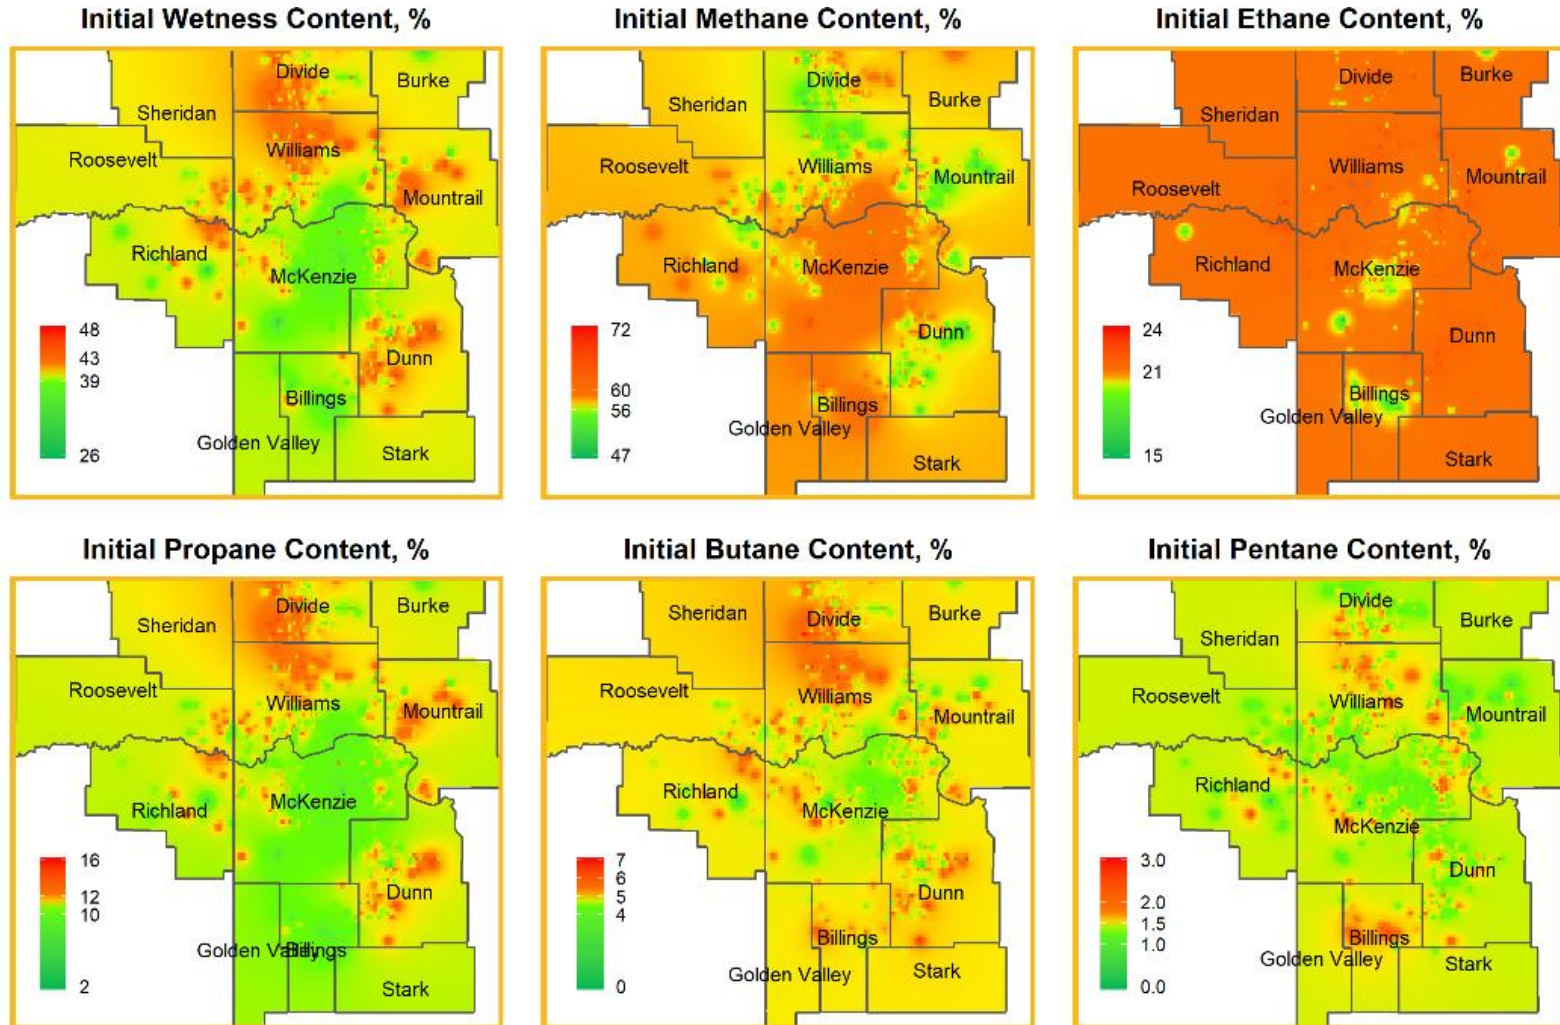 Initial Wetness Content, %
Divide
Burke
Sheridan
Roosevelt
Williams
Mountrail
Richland
McKenzie
Dunn
Billings
Golden Valley
Stark
48
43
39
26
Initial Methane Content, %
Divide
Burke
Sheridan
Roosevelt
Williams
Mountrail
Richland
McKenzie
Dunn
Billings
Golden Valley
Stark
72
60
56
47
Initial Ethane Content, %
Divide
Burke
Sheridan
Roosevelt
Williams
Mountrail
Richland
McKenzie
Dunn
Billings
Golden Valley
Stark
24
21
15
Initial Propane Content, %
Divide
Burke
Sheridan
Roosevelt
Williams
Mountrail
Richland
McKenzie
Dunn
Golden Valley
Billings
Stark
16
12
10
2
Initial Butane Content, %
Divide
Burke
Sheridan
Roosevelt
Williams
Mountrail
Richland
McKenzie
Dunn
Billings
Golden Valley
Stark
7
6
5
4
0
Initial Pentane Content, %
Divide
Burke
Sheridan
Roosevelt
Williams
Mountrail
Richland
McKenzie
Dunn
Billings
Golden Valley
Stark
3.0
2.0
1.5
1.0
0.0